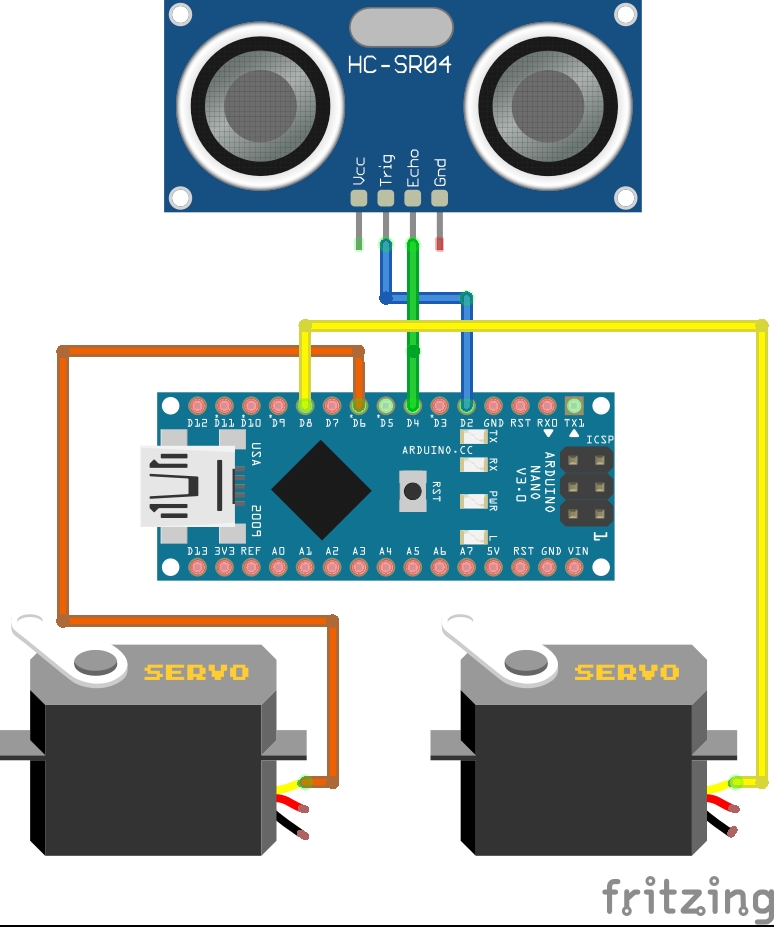 HC-SR04
Vcc Trig Echo Gnd
D12 D11 D10 D9 D8 D7 D6 D5 D4 D3 D2 GND RST RX0 TX1
ICSP
ARDUINO.CC
TX
RX
PWR
L
RST
USA
2009
ARDUINO
NANO
V3.0
1
D13 3V3 REF A0 A1 A2 A3 A4 A5 A6 A7 5V RST GND VIN
SERVO
SERVO
fritzing